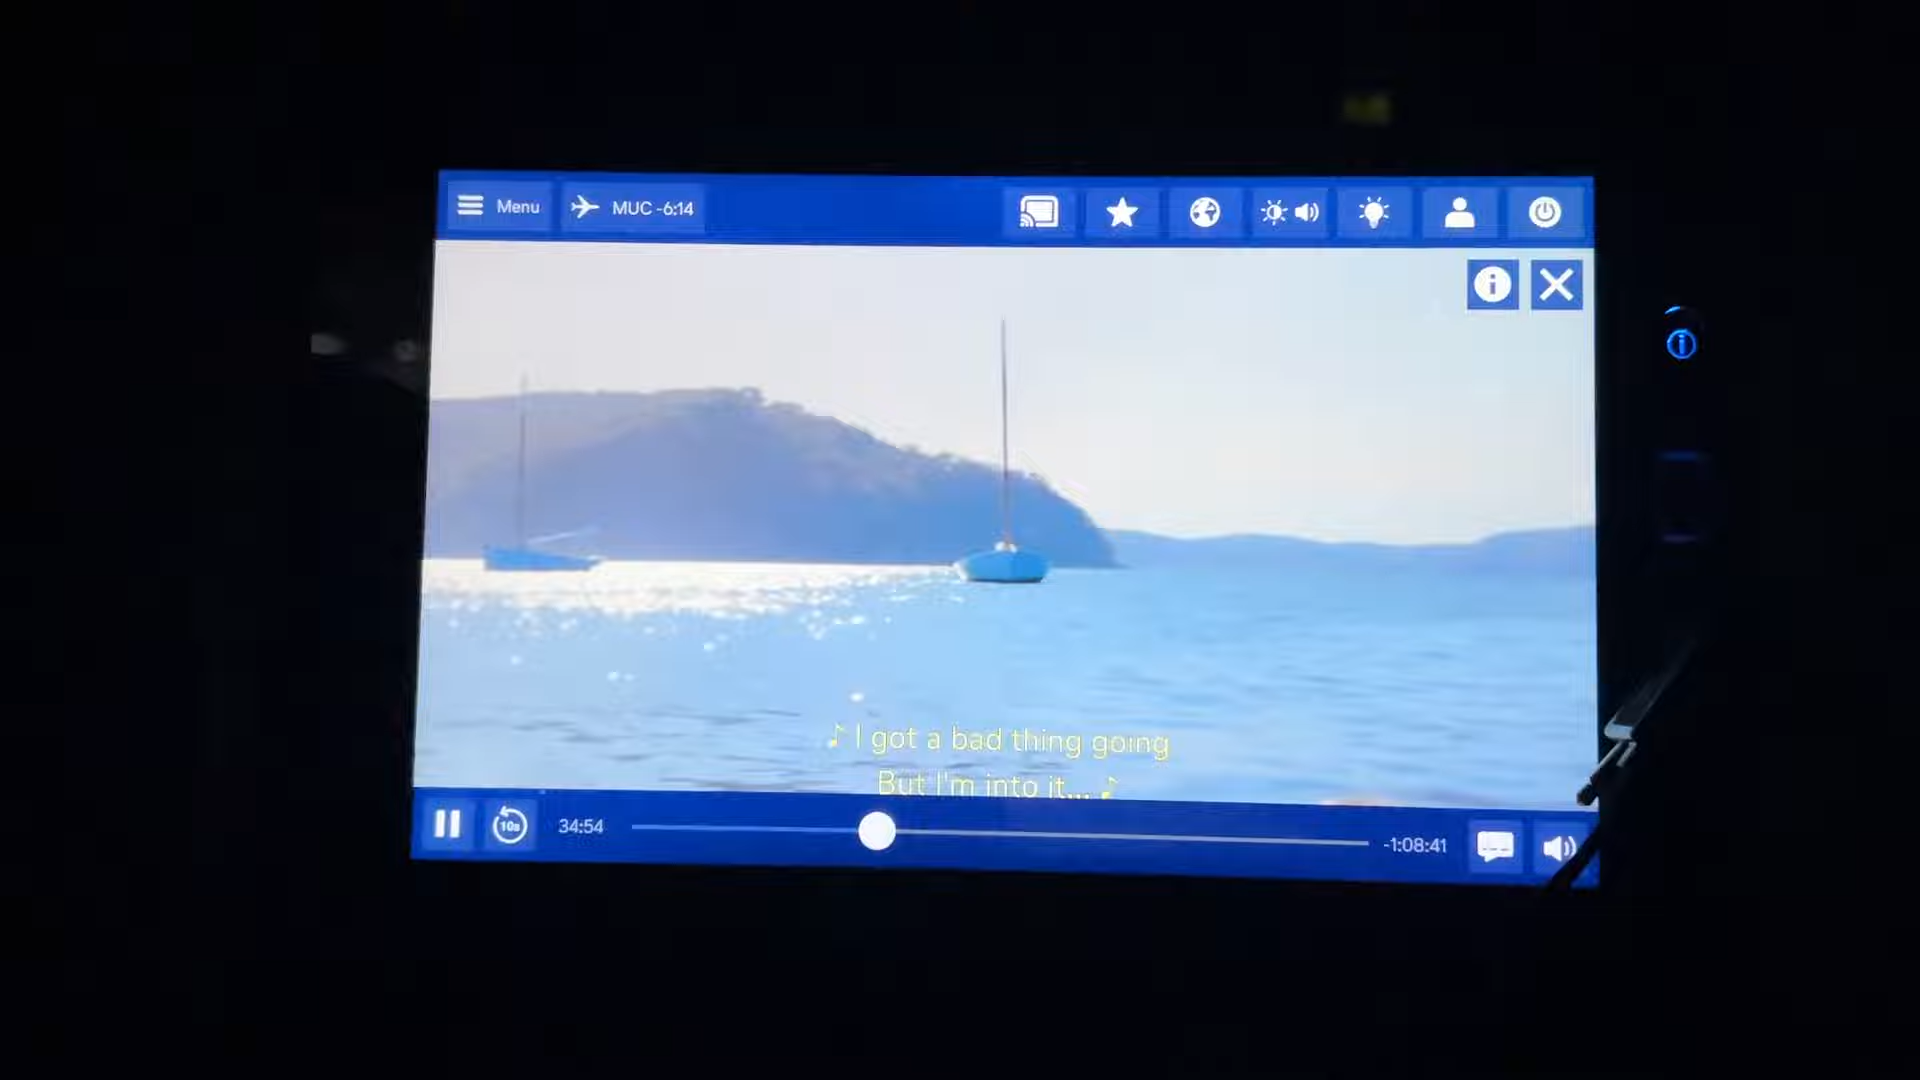 Menu
MUC -6:14
♪ I got a bad thing going
But I'm into it... ♪
10s
34:54
-1:08:41